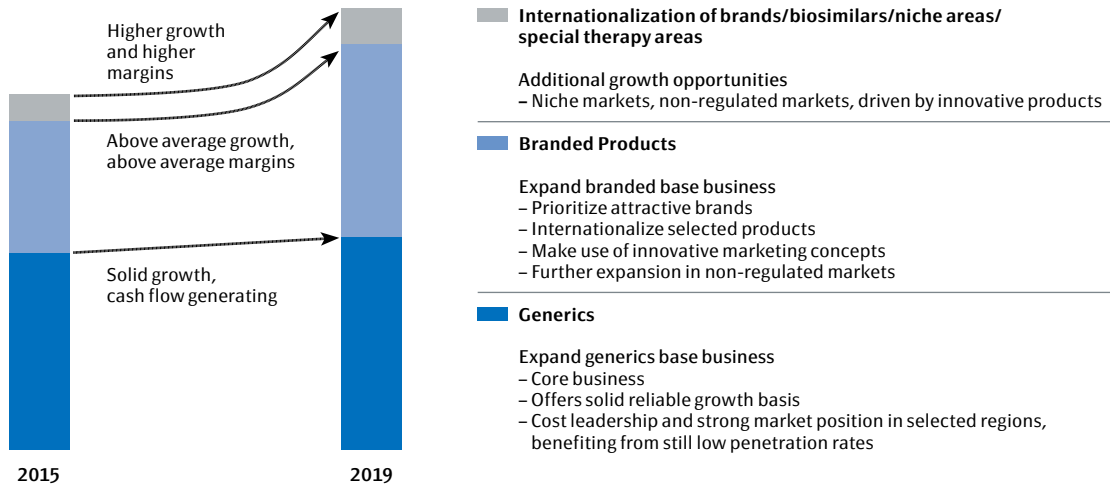 Higher growth
and higher
margins
Above average growth,
above average margins
Solid growth,
cash flow generating
2015
2019
Internationalization of brands/biosimilars/niche areas/
special therapy areas
Additional growth opportunities
– Niche markets, non-regulated markets, driven by innovative products
Branded Products
Expand branded base business
– Prioritize attractive brands
– Internationalize selected products
– Make use of innovative marketing concepts
– Further expansion in non-regulated markets
Generics
Expand generics base business
– Core business
– Offers solid reliable growth basis
– Cost leadership and strong market position in selected regions,
benefiting from still low penetration rates